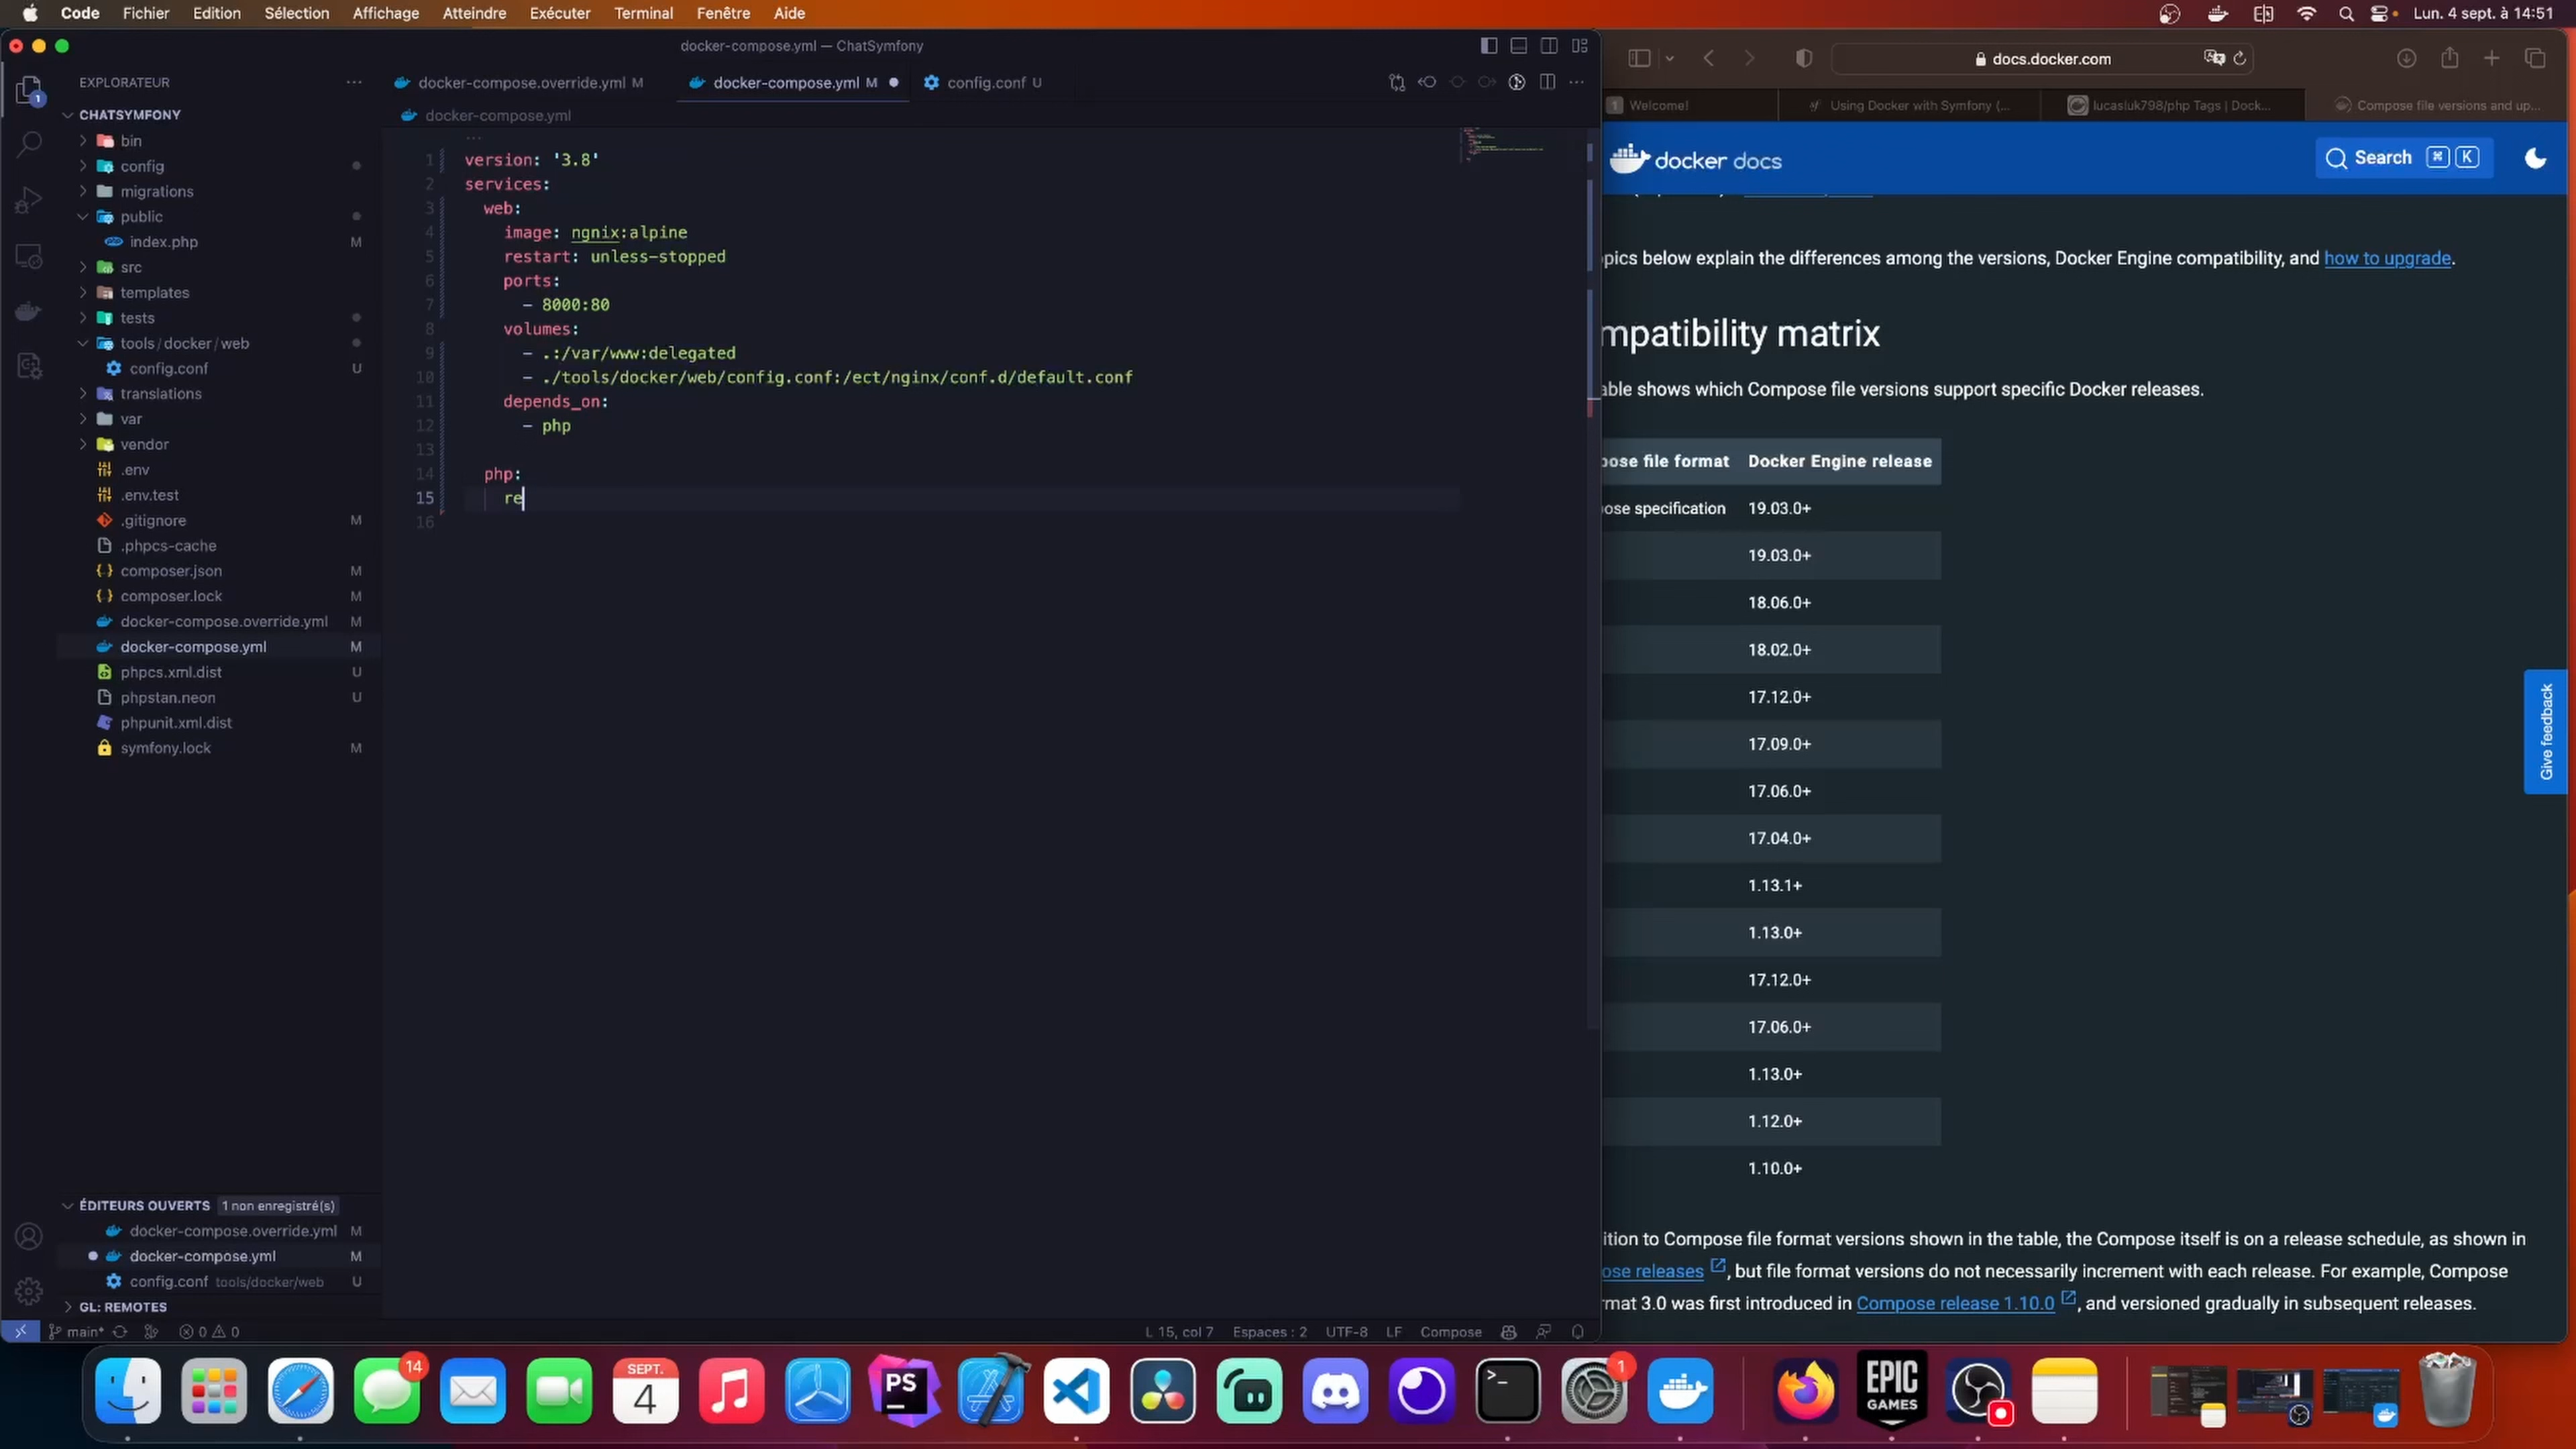 Code Fichier Edition Sélection Affichage Atteindre Exécuter Terminal Fenêtre Aide
Lun. 4 sept. à 14:51
docker-compose.yml — ChatSymfony
EXPLORATEUR
docker-compose.override.yml M
docker-compose.yml M
config.conf U
CHATSYMFONY
docker-compose.yml
bin
config
migrations
public
index.php M
src
templates
tests
tools/docker/web
config.conf U
translations
var
vendor
.env
.env.test
.gitignore M
.phpcs-cache
composer.json M
composer.lock M
docker-compose.override.yml M
docker-compose.yml M
phpcs.xml.dist U
phpstan.neon U
phpunit.xml.dist
symfony.lock M
1 version: '3.8'
2 services:
3 web:
4 image: ngnix:alpine
5 restart: unless-stopped
6 ports:
7 - 8000:80
8 volumes:
9 - .:/var/www:delegated
10 - ./tools/docker/web/config.conf:/ect/nginx/conf.d/default.conf
11 depends_on:
12 - php
13
14 php:
15 re
16
ÉDITEURS OUVERTS 1 non enregistré(s)
docker-compose.override.yml M
docker-compose.yml M
config.conf tools/docker/web U
GL: REMOTES
main* 0 0
L 15, col 7 Espaces : 2 UTF-8 LF Compose
docs.docker.com
1 Welcome!
Using Docker with Symfony (...
lucasluk798/php Tags | Dock...
Compose file versions and up...
docker docs
Search ⌘ K
opics below explain the differences among the versions, Docker Engine compatibility, and how to upgrade.
mpatibility matrix
able shows which Compose file versions support specific Docker releases.
pose file format Docker Engine release
pose specification 19.03.0+
19.03.0+
18.06.0+
18.02.0+
17.12.0+
17.09.0+
17.06.0+
17.04.0+
1.13.1+
1.13.0+
17.12.0+
17.06.0+
1.13.0+
1.12.0+
1.10.0+
Give feedback
ition to Compose file format versions shown in the table, the Compose itself is on a release schedule, as shown in
ose releases , but file format versions do not necessarily increment with each release. For example, Compose
rmat 3.0 was first introduced in Compose release 1.10.0 , and versioned gradually in subsequent releases.
14
SEPT.
4
PS
1
EPIC
GAMES